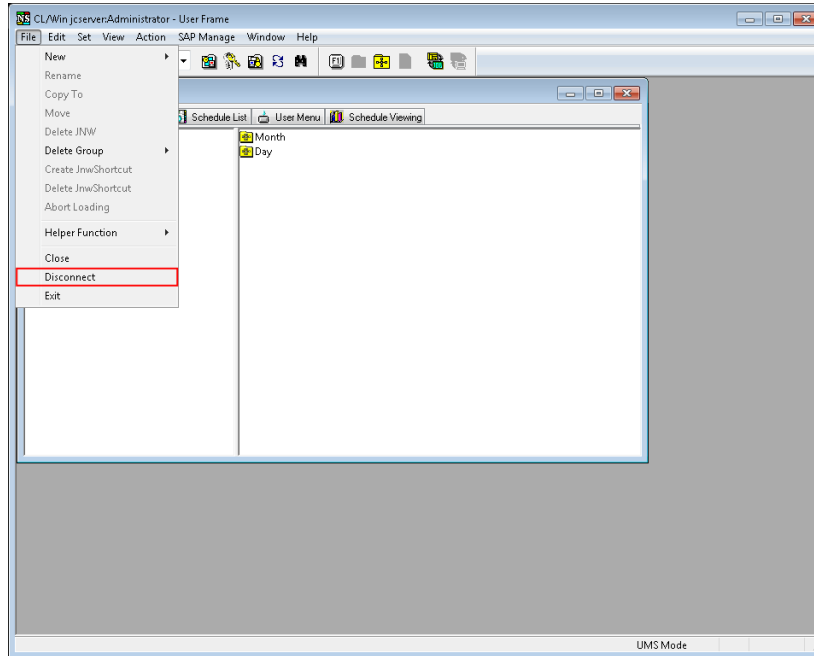 CL/Win jcserver:Administrator - User Frame
File Edit Set View Action SAP Manage Window Help
New
Rename
Copy To
Move
Delete JNW
Delete Group
Create JnwShortcut
Delete JnwShortcut
Abort Loading
Helper Function
Close
Disconnect
Exit
Schedule List User Menu Schedule Viewing
Month
Day
UMS Mode